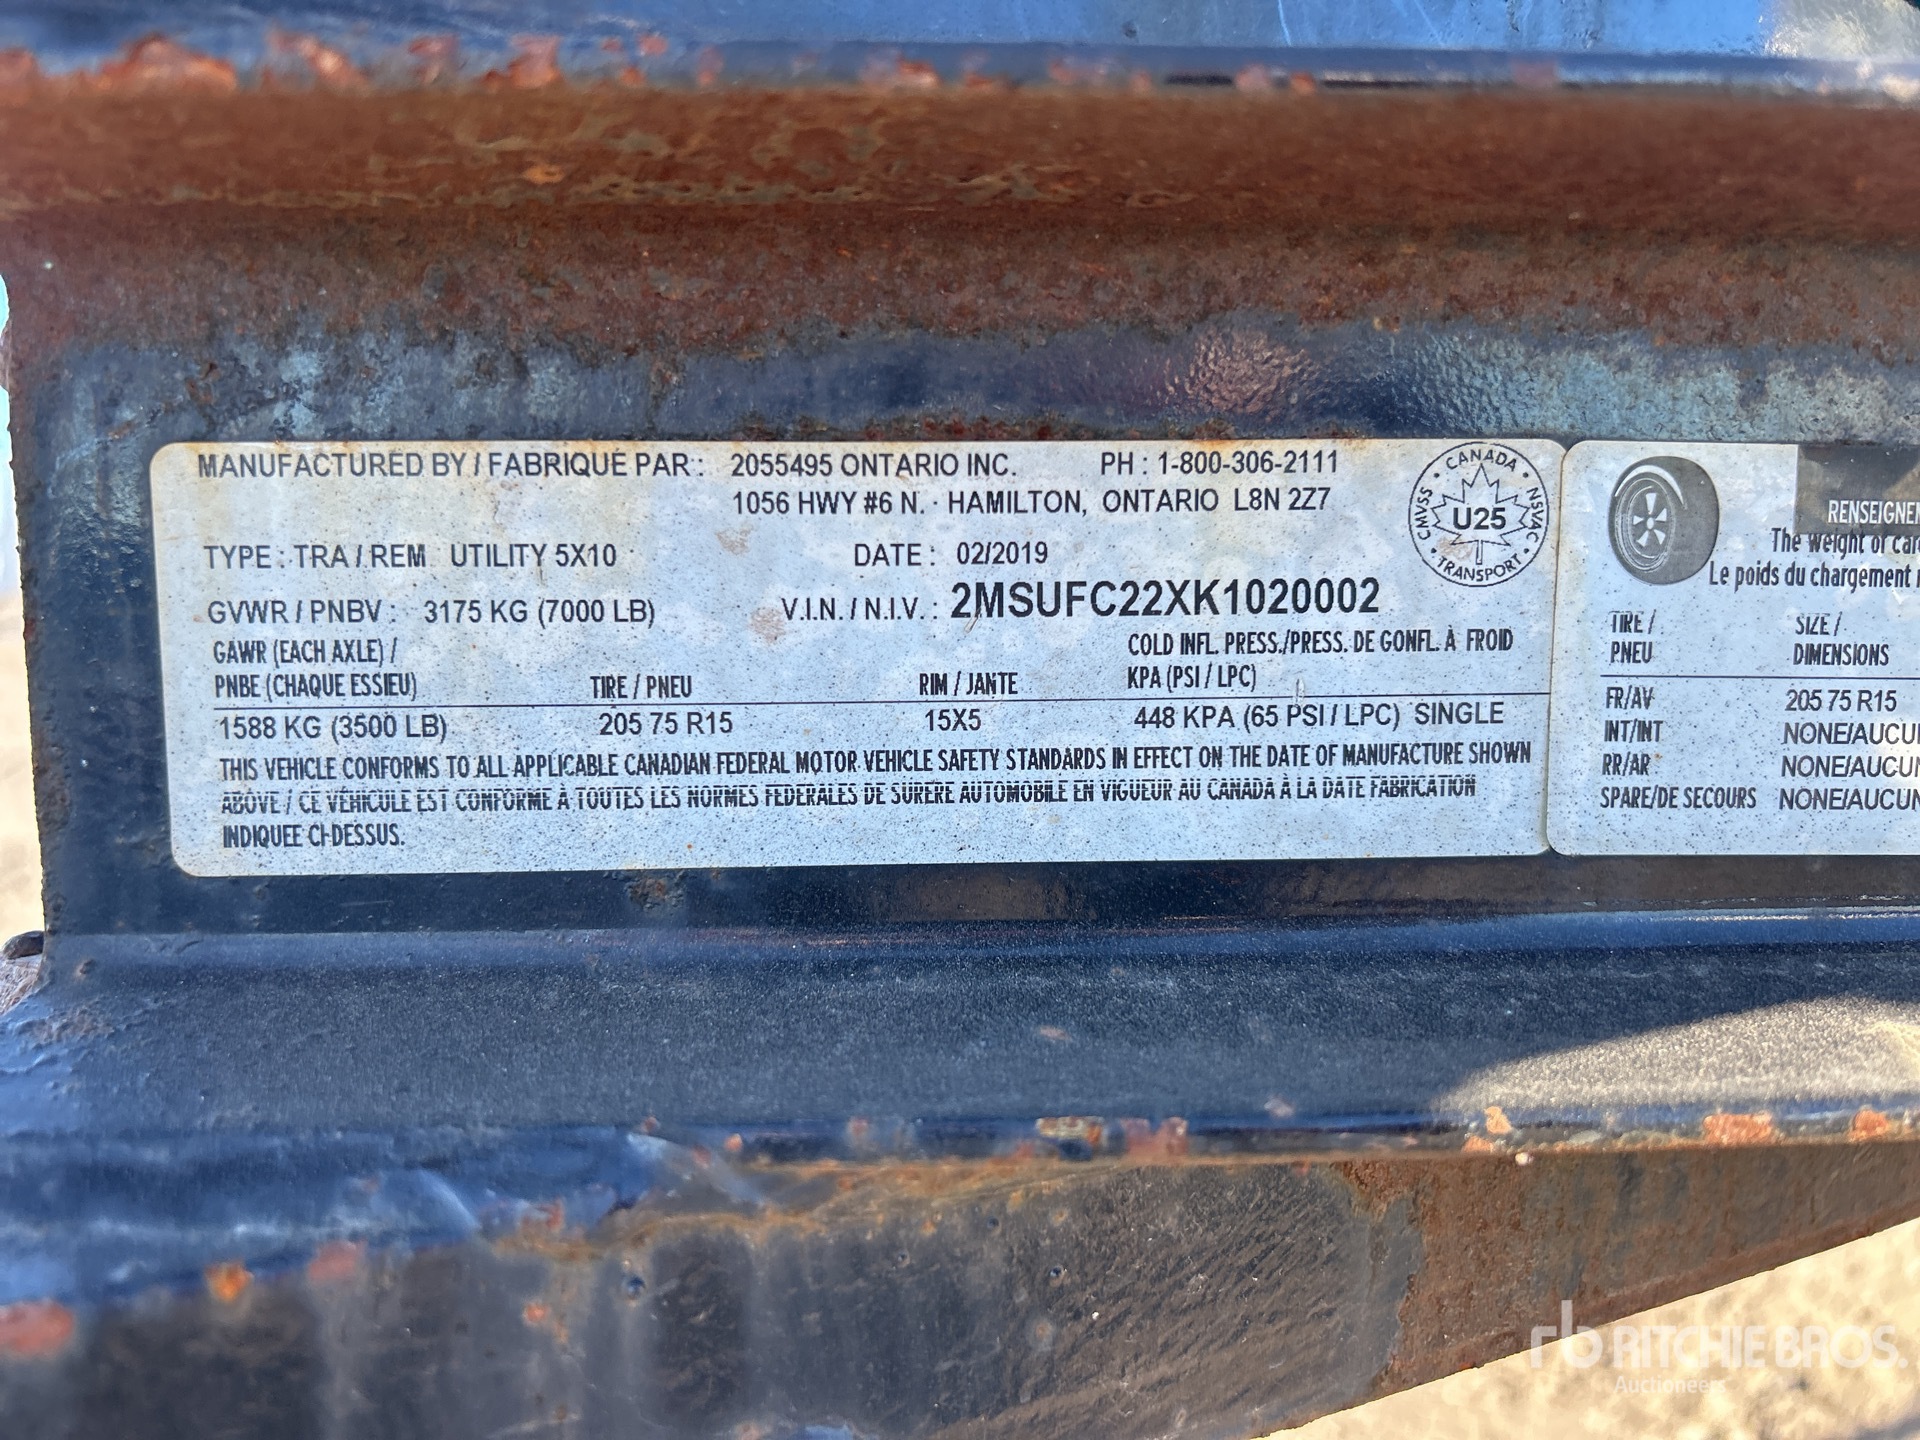 MANUFACTURED BY / FABRIQUÉ PAR : 2055495 ONTARIO INC. PH : 1-800-306-2111
1056 HWY #6 N. · HAMILTON, ONTARIO L8N 2Z7
CANADA
CMVSS
NSVAC
U25
TRANSPORT
TYPE : TRA / REM UTILITY 5X10 DATE : 02/2019
GVWR / PNBV : 3175 KG (7000 LB) V.I.N. / N.I.V. : 2MSUFC22XK1020002
GAWR (EACH AXLE) / COLD INFL. PRESS./PRESS. DE GONFL. À FROID
PNBE (CHAQUE ESSIEU) TIRE / PNEU RIM / JANTE KPA (PSI / LPC)
1588 KG (3500 LB) 205 75 R15 15X5 448 KPA (65 PSI / LPC) SINGLE
THIS VEHICLE CONFORMS TO ALL APPLICABLE CANADIAN FEDERAL MOTOR VEHICLE SAFETY STANDARDS IN EFFECT ON THE DATE OF MANUFACTURE SHOWN
ABOVE / CE VÉHICULE EST CONFORME À TOUTES LES NORMES FEDERALES DE SURERE AUTOMOBILE EN VIGUEUR AU CANADA À LA DATE FABRICATION
INDIQUEE CI-DESSUS.
RENSEIGNE
The weight of
Le poids du chargement
TIRE / SIZE /
PNEU DIMENSIONS
FR/AV 205 75 R15
INT/INT NONE/AUCU
RR/AR NONE/AUCUN
SPARE/DE SECOURS NONE/AUCUN
rb RITCHIE BROS.
Auctioneers